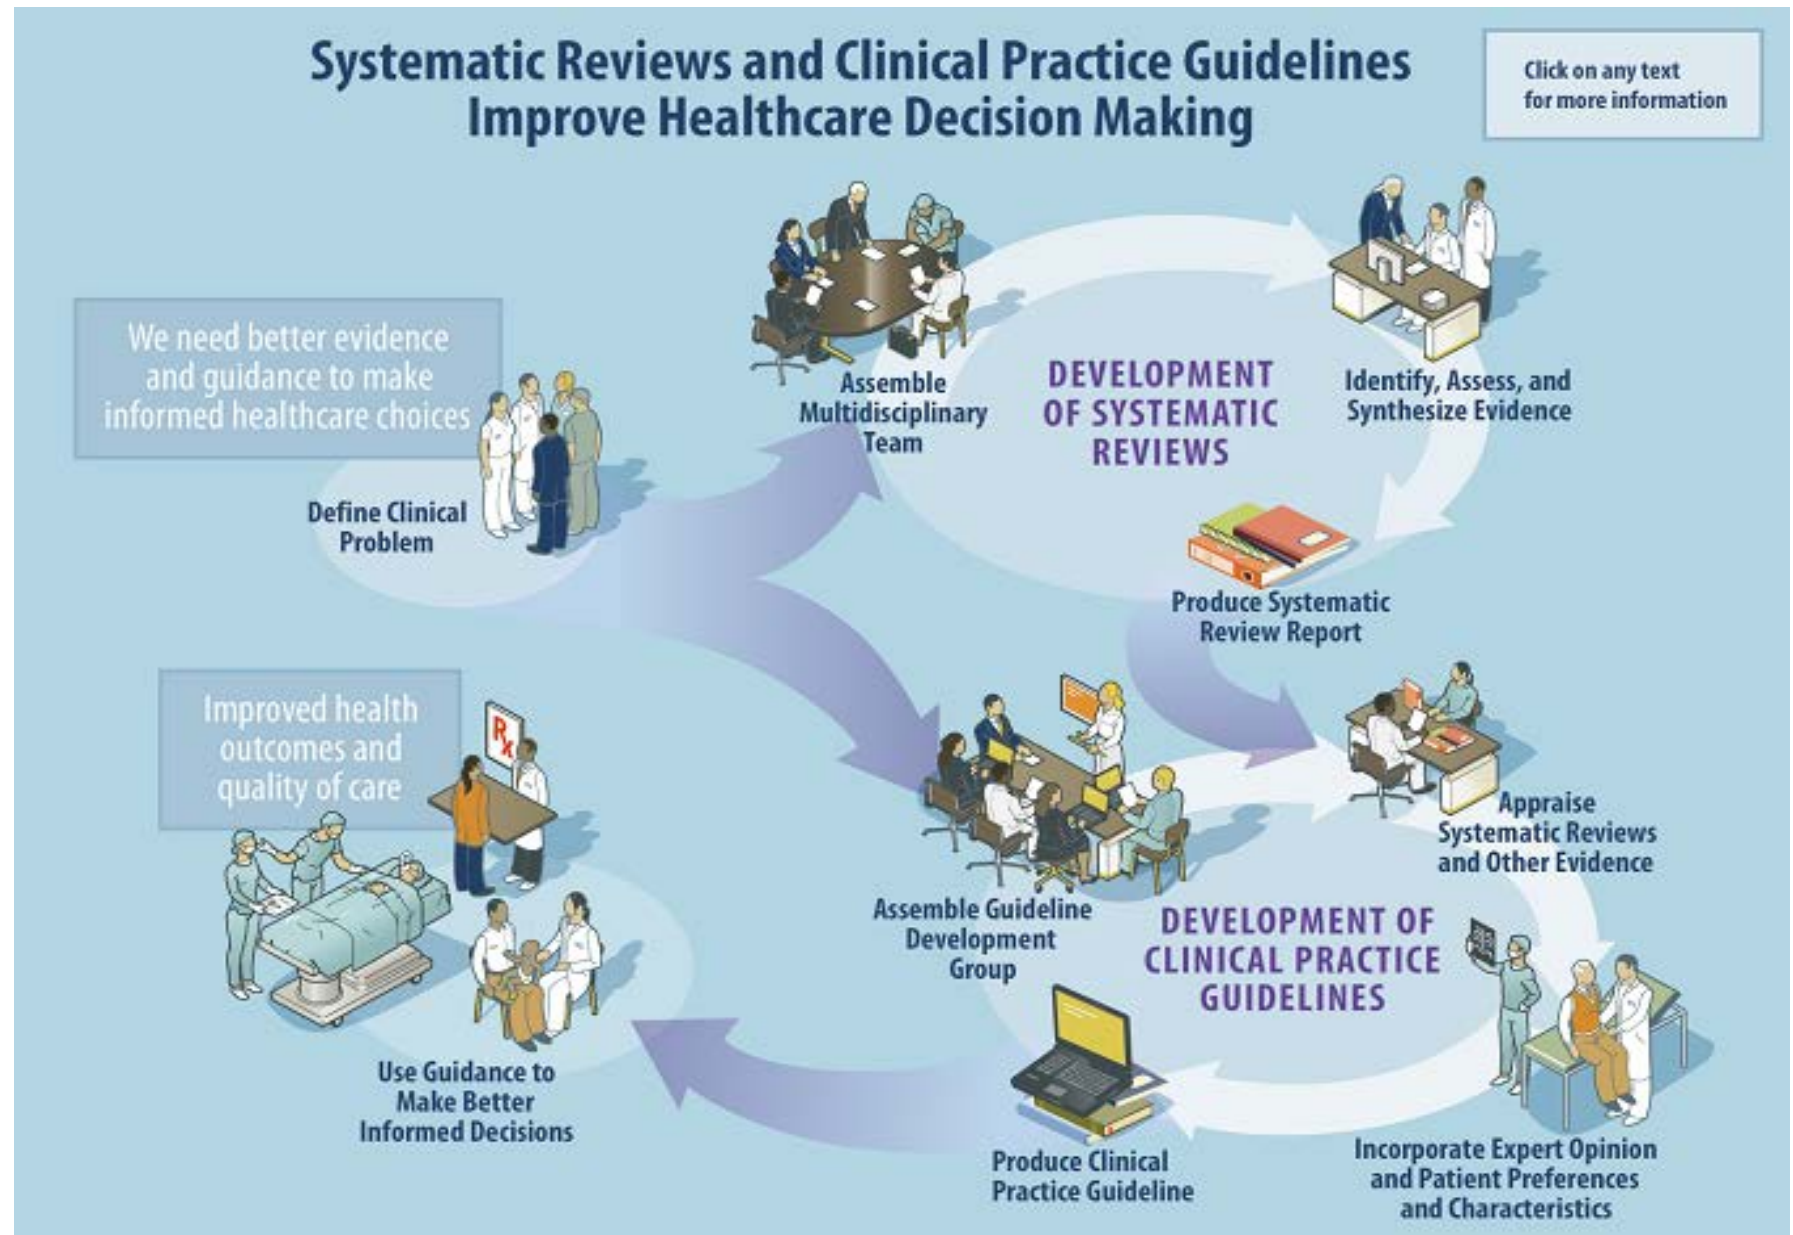 Systematic Reviews and Clinical Practice Guidelines
Improve Healthcare Decision Making
Click on any text
for more information
We need better evidence
and guidance to make
informed healthcare choices
Define Clinical
Problem
Assemble
Multidisciplinary
Team
DEVELOPMENT
OF SYSTEMATIC
REVIEWS
Identify, Assess, and
Synthesize Evidence
Produce Systematic
Review Report
Improved health
outcomes and
quality of care
Rx
Assemble Guideline
Development
Group
DEVELOPMENT OF
CLINICAL PRACTICE
GUIDELINES
Appraise
Systematic Reviews
and Other Evidence
Use Guidance to
Make Better
Informed Decisions
Produce Clinical
Practice Guideline
Incorporate Expert Opinion
and Patient Preferences
and Characteristics